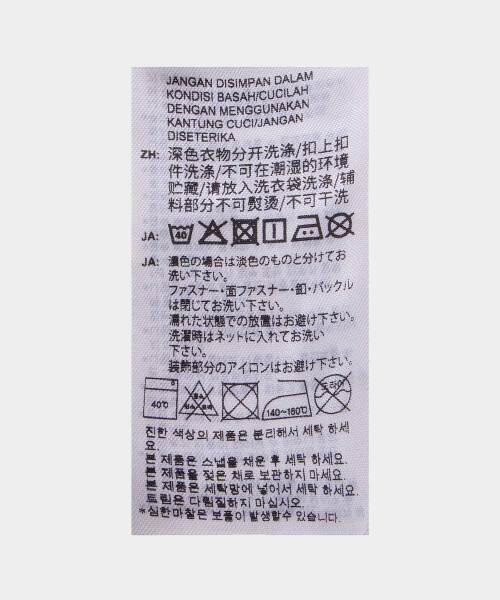 JANGAN DISIMPAN DALAM
KONDISI BASAH/CUCILAH
DENGAN MENGGUNAKAN
KANTUNG CUCI/JANGAN
DISETERIKA
ZH: 深色衣物分开洗涤/扣上扣
件洗涤/不可在潮湿的环境
贮藏/请放入洗衣袋洗涤/辅
料部分不可熨烫/不可干洗
JA: 40
JA: 濃色の場合は淡色のものと分けてお
洗い下さい。
ファスナー・面ファスナー・釦・バックル
は閉じてお洗い下さい。
濡れた状態での放置はお避け下さい。
洗濯時はネットに入れてお洗い
下さい。
装飾部分のアイロンはお避け下さい。
40℃ 140~160℃ 드라이
진한 색상의 제품은 분리해서 세탁 하세
요.
본 제품은 스냅을 채운 후 세탁 하세요.
본 제품을 젖은 채로 보관하지 마세요.
본 제품은 세탁망에 넣어서 세탁 하세요.
트림은 다림질하지 마십시오.
*심한마찰은 보풀이 발생할수 있습니다.